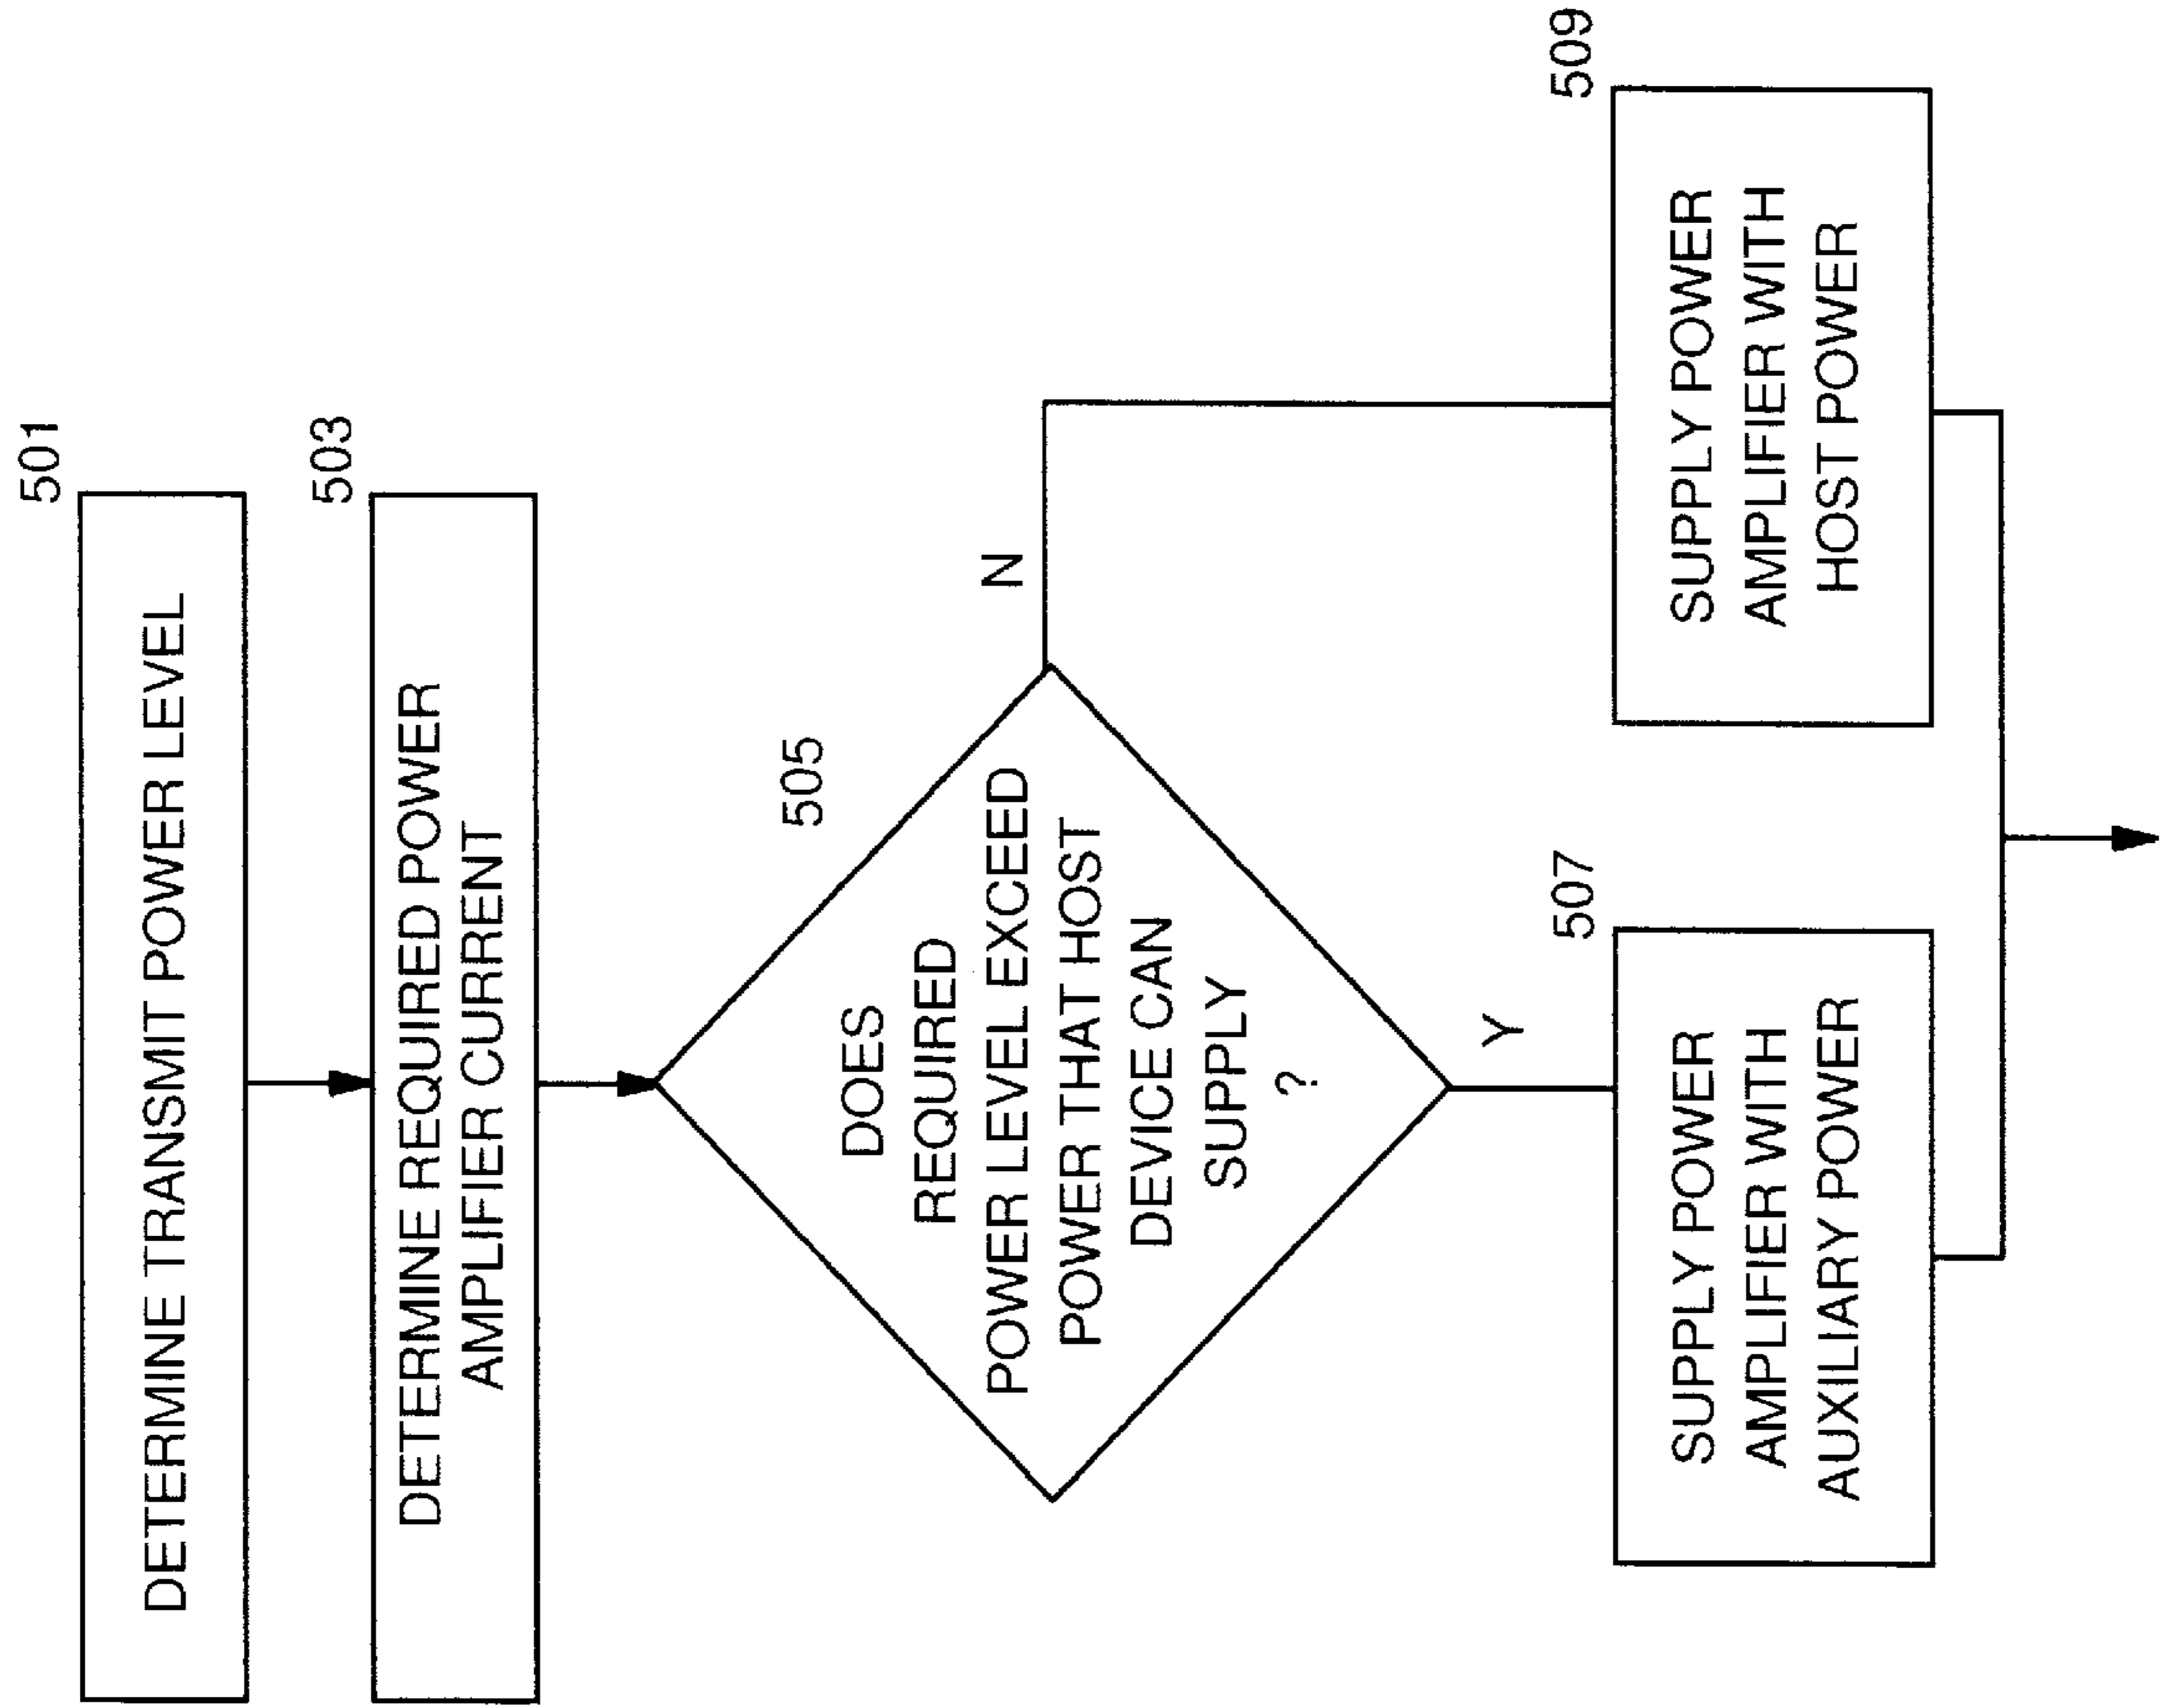 501
DETERMINE TRANSMIT POWER LEVEL
503
DETERMINE REQUIRED POWER
AMPLIFIER CURRENT
505
DOES
REQUIRED
POWER LEVEL EXCEED
POWER THAT HOST
DEVICE CAN
SUPPLY
?
N
Y
507
SUPPLY POWER
AMPLIFIER WITH
AUXILIARY POWER
509
SUPPLY POWER
AMPLIFIER WITH
HOST POWER